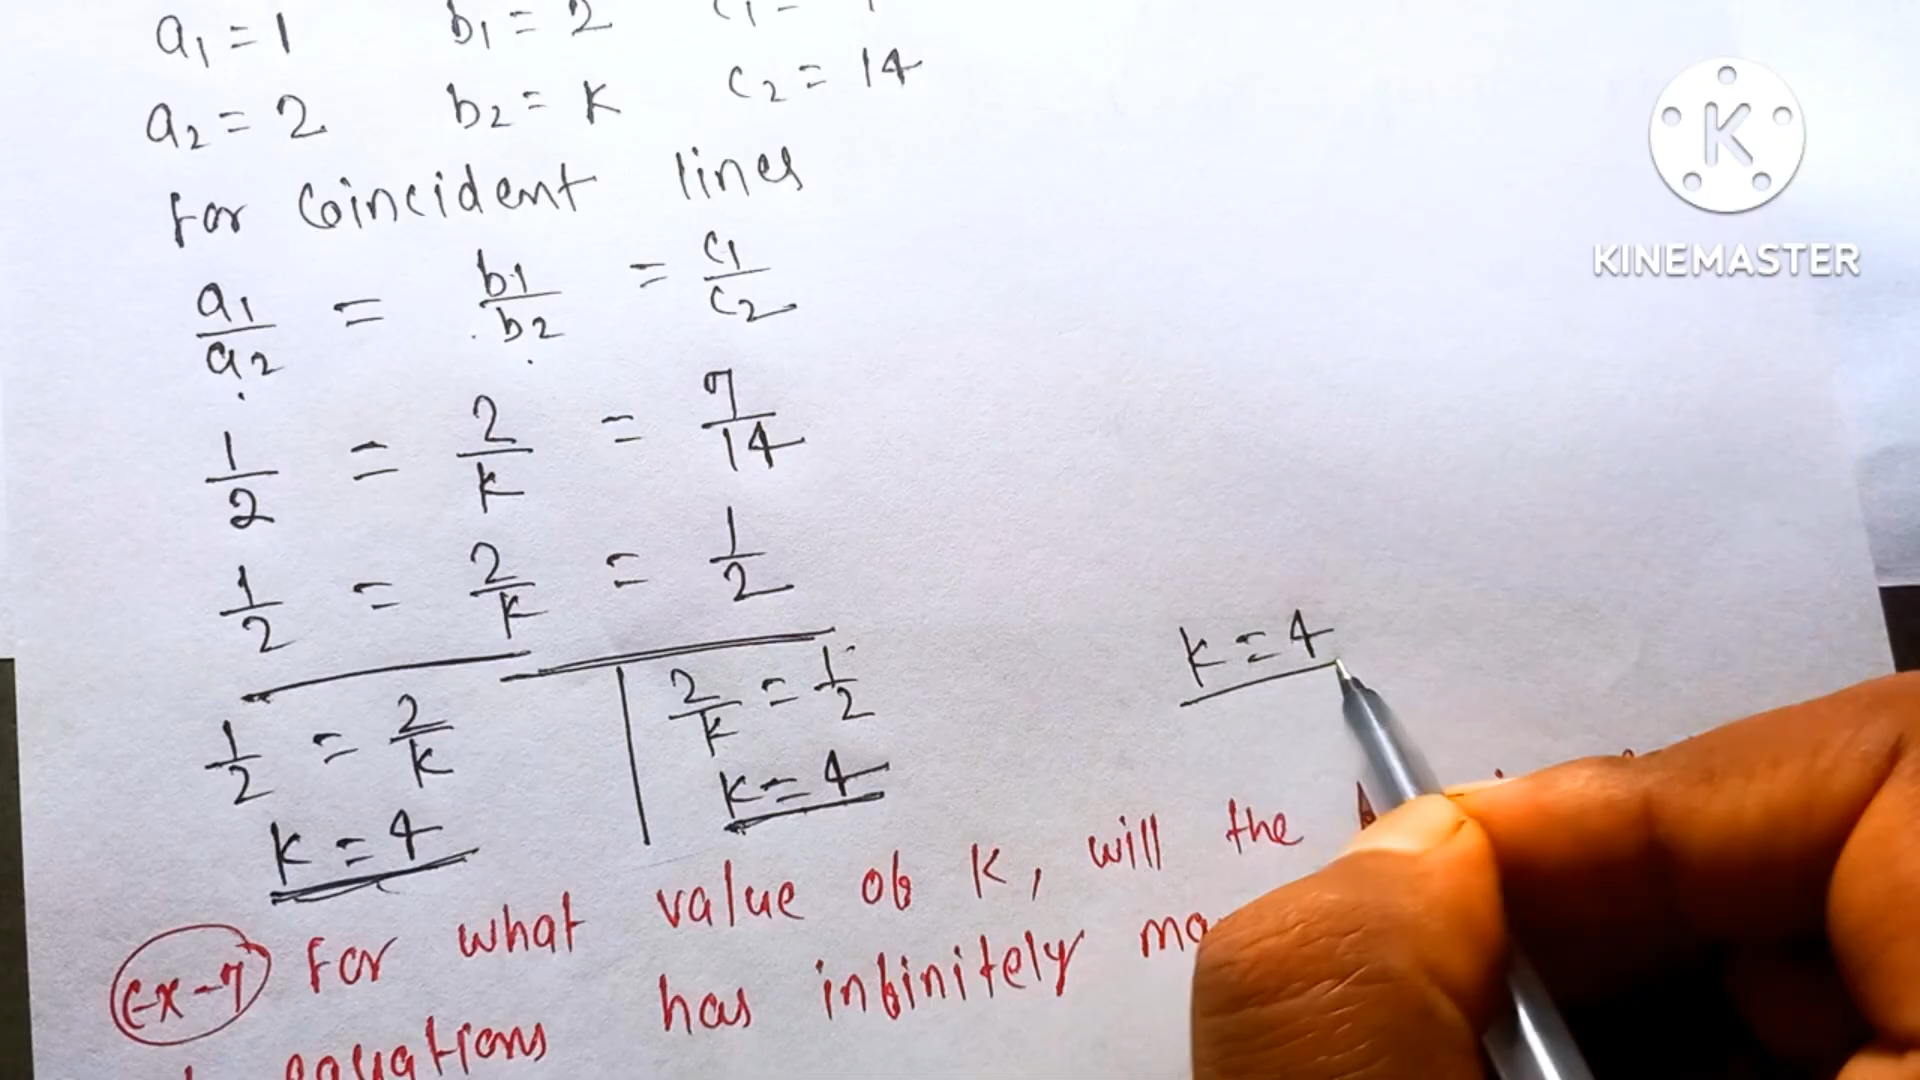 a1 = 1 b1 = 2 c1 =
a2 = 2 b2 = k c2 = 14
For Coincident lines
a1/a2 = b1/b2 = c1/c2
1/2 = 2/k = 7/14
1/2 = 2/k = 1/2
1/2 = 2/k 2/k = 1/2
k = 4 k = 4
k = 4
Ex-7 For what value of K, will the
equations has infinitely
KINEMASTER
K